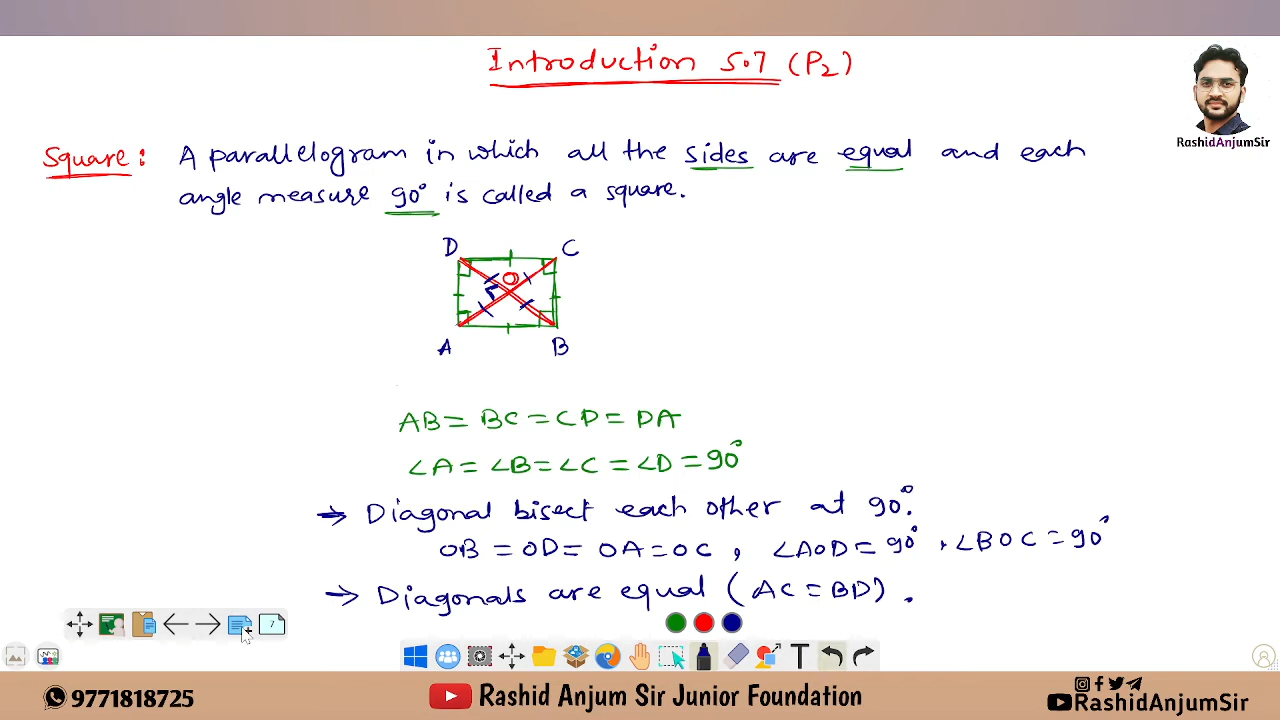 Introduction 5.7 (P2)
RashidAnjumSir
Square: A parallelogram in which all the sides are equal and each
angle measure 90° is called a square.
D C
O
A B
AB = BC = CD = DA
∠A = ∠B = ∠C = ∠D = 90°
→ Diagonal bisect each other at 90°.
OB = OD = OA = OC, ∠AOD = 90°, ∠BOC = 90°
→ Diagonals are equal (AC = BD).
7
T
9771818725
Rashid Anjum Sir Junior Foundation
RashidAnjumSir